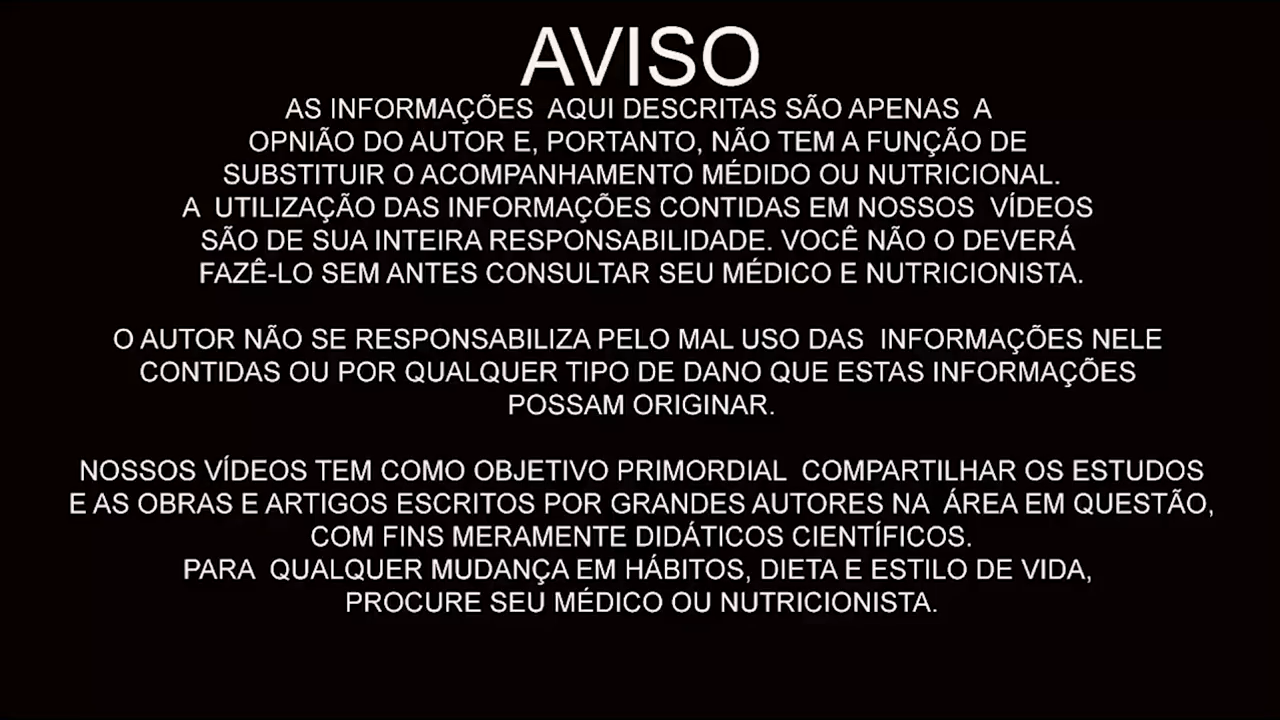 AVISO
AS INFORMAÇÕES AQUI DESCRITAS SÃO APENAS A
OPNIÃO DO AUTOR E, PORTANTO, NÃO TEM A FUNÇÃO DE
SUBSTITUIR O ACOMPANHAMENTO MÉDIDO OU NUTRICIONAL.
A UTILIZAÇÃO DAS INFORMAÇÕES CONTIDAS EM NOSSOS VÍDEOS
SÃO DE SUA INTEIRA RESPONSABILIDADE. VOCÊ NÃO O DEVERÁ
FAZÊ-LO SEM ANTES CONSULTAR SEU MÉDICO E NUTRICIONISTA.
O AUTOR NÃO SE RESPONSABILIZA PELO MAL USO DAS INFORMAÇÕES NELE
CONTIDAS OU POR QUALQUER TIPO DE DANO QUE ESTAS INFORMAÇÕES
POSSAM ORIGINAR.
NOSSOS VÍDEOS TEM COMO OBJETIVO PRIMORDIAL COMPARTILHAR OS ESTUDOS
E AS OBRAS E ARTIGOS ESCRITOS POR GRANDES AUTORES NA ÁREA EM QUESTÃO,
COM FINS MERAMENTE DIDÁTICOS CIENTÍFICOS.
PARA QUALQUER MUDANÇA EM HÁBITOS, DIETA E ESTILO DE VIDA,
PROCURE SEU MÉDICO OU NUTRICIONISTA.